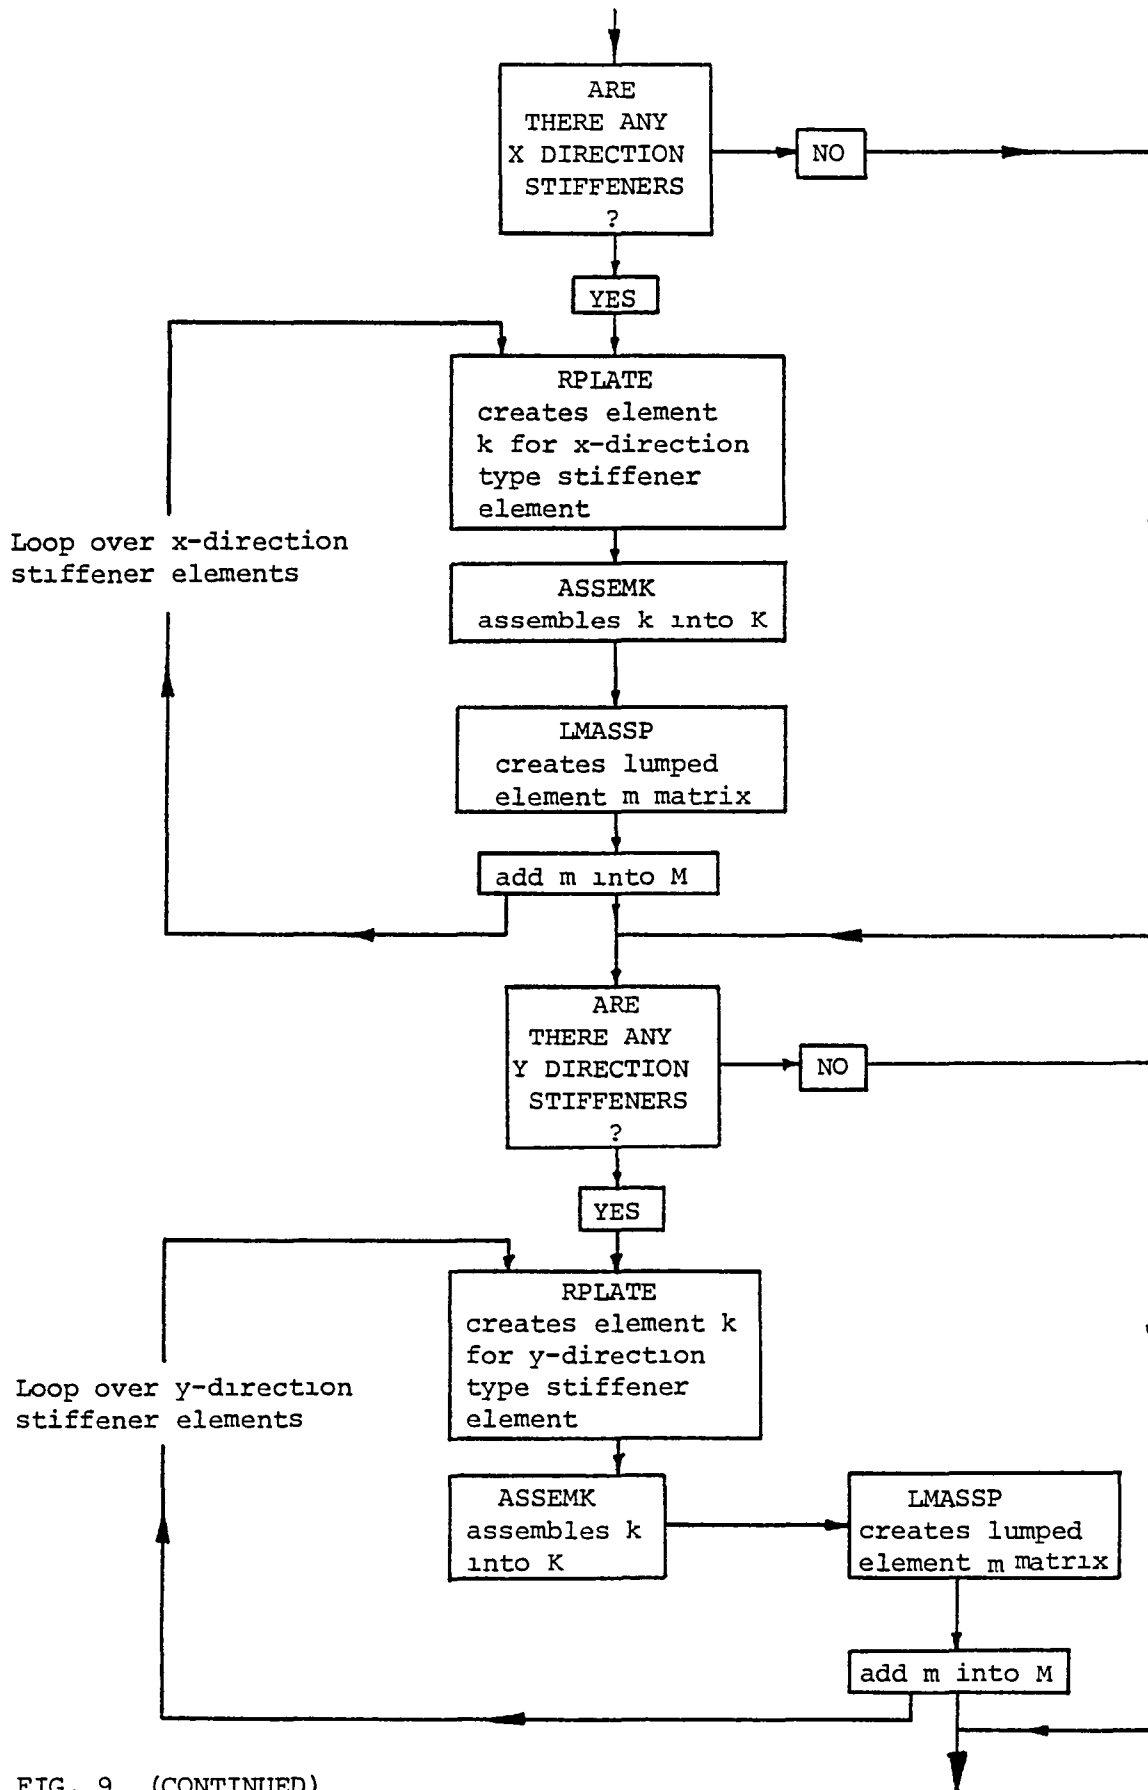 ARE
THERE ANY
X DIRECTION
STIFFENERS
?
NO
YES
RPLATE
creates element
k for x-direction
type stiffener
element
Loop over x-direction
stiffener elements
ASSEMK
assembles k into K
LMASSP
creates lumped
element m matrix
add m into M
ARE
THERE ANY
Y DIRECTION
STIFFENERS
?
NO
YES
RPLATE
creates element k
for y-direction
type stiffener
element
Loop over y-direction
stiffener elements
ASSEMK
assembles k
into K
LMASSP
creates lumped
element m matrix
add m into M
FIG. 9 (CONTINUED)